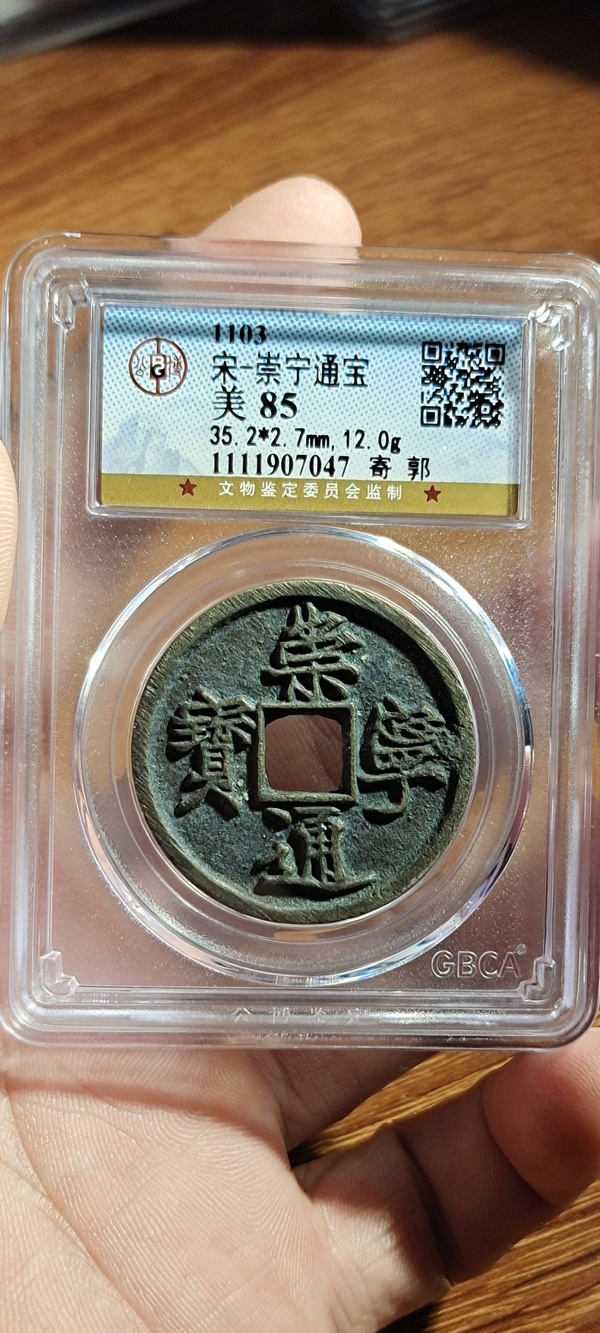 1103
宋-崇宁通宝
美 85
35.2*2.7mm, 12.0g
1111907047 寄 郭
★ 文物鉴定委员会监制 ★
崇
寶 寧
通
GBCA